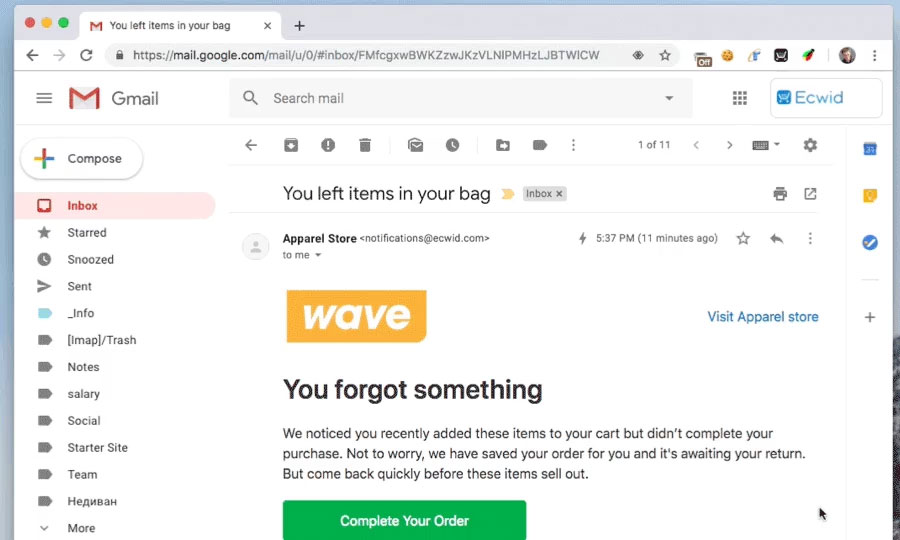 You left items in your bag
https://mail.google.com/mail/u/0/#inbox/FMfcgxwBWKZzwJKzVLNlPMHzLJBTWlCW
Off
Gmail
Search mail
Ecwid
Compose
1 of 11
31
Inbox
You left items in your bag
Inbox
Starred
Snoozed
Apparel Store <notifications@ecwid.com>
5:37 PM (11 minutes ago)
to me
Sent
_Info
wave
Visit Apparel store
[Imap]/Trash
Notes
You forgot something
salary
Social
We noticed you recently added these items to your cart but didn’t complete your
purchase. Not to worry, we have saved your order for you and it's awaiting your return.
But come back quickly before these items sell out.
Starter Site
Team
Недиван
Complete Your Order
More